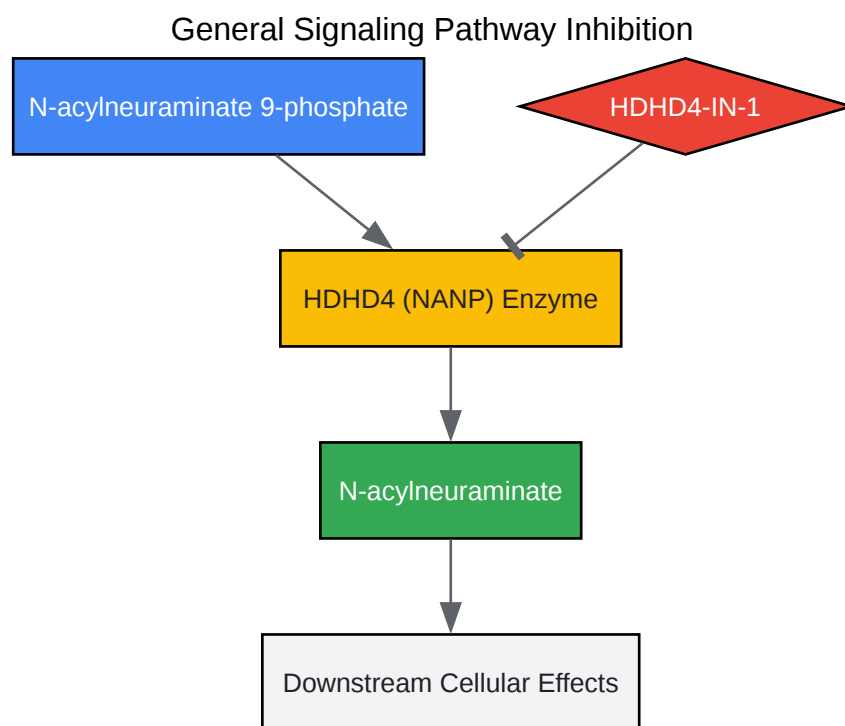 General Signaling Pathway Inhibition
N-acylneuraminate 9-phosphate
HDHD4-IN-1
HDHD4 (NANP) Enzyme
N-acylneuraminate
Downstream Cellular Effects